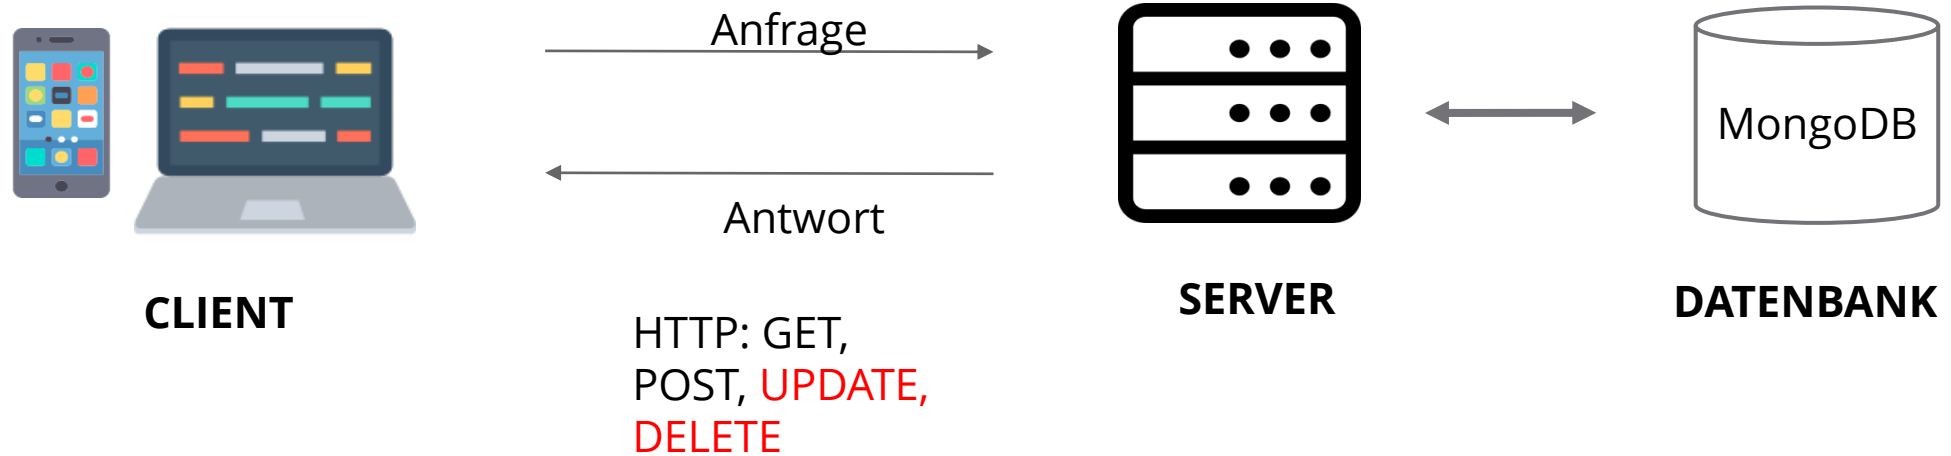 Anfrage
Antwort
MongoDB
CLIENT
SERVER
DATENBANK
HTTP: GET,
POST, UPDATE,
DELETE